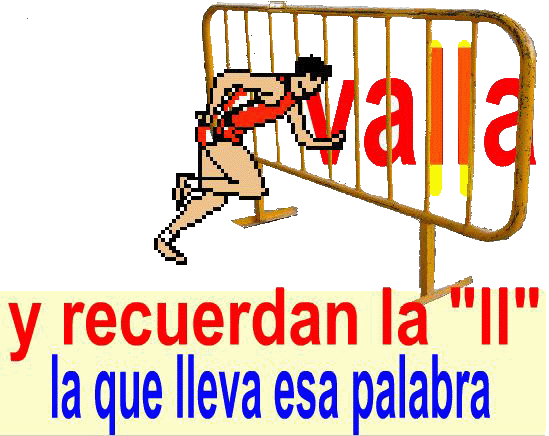 valla
y recuerdan la "ll"
la que lleva esa palabra